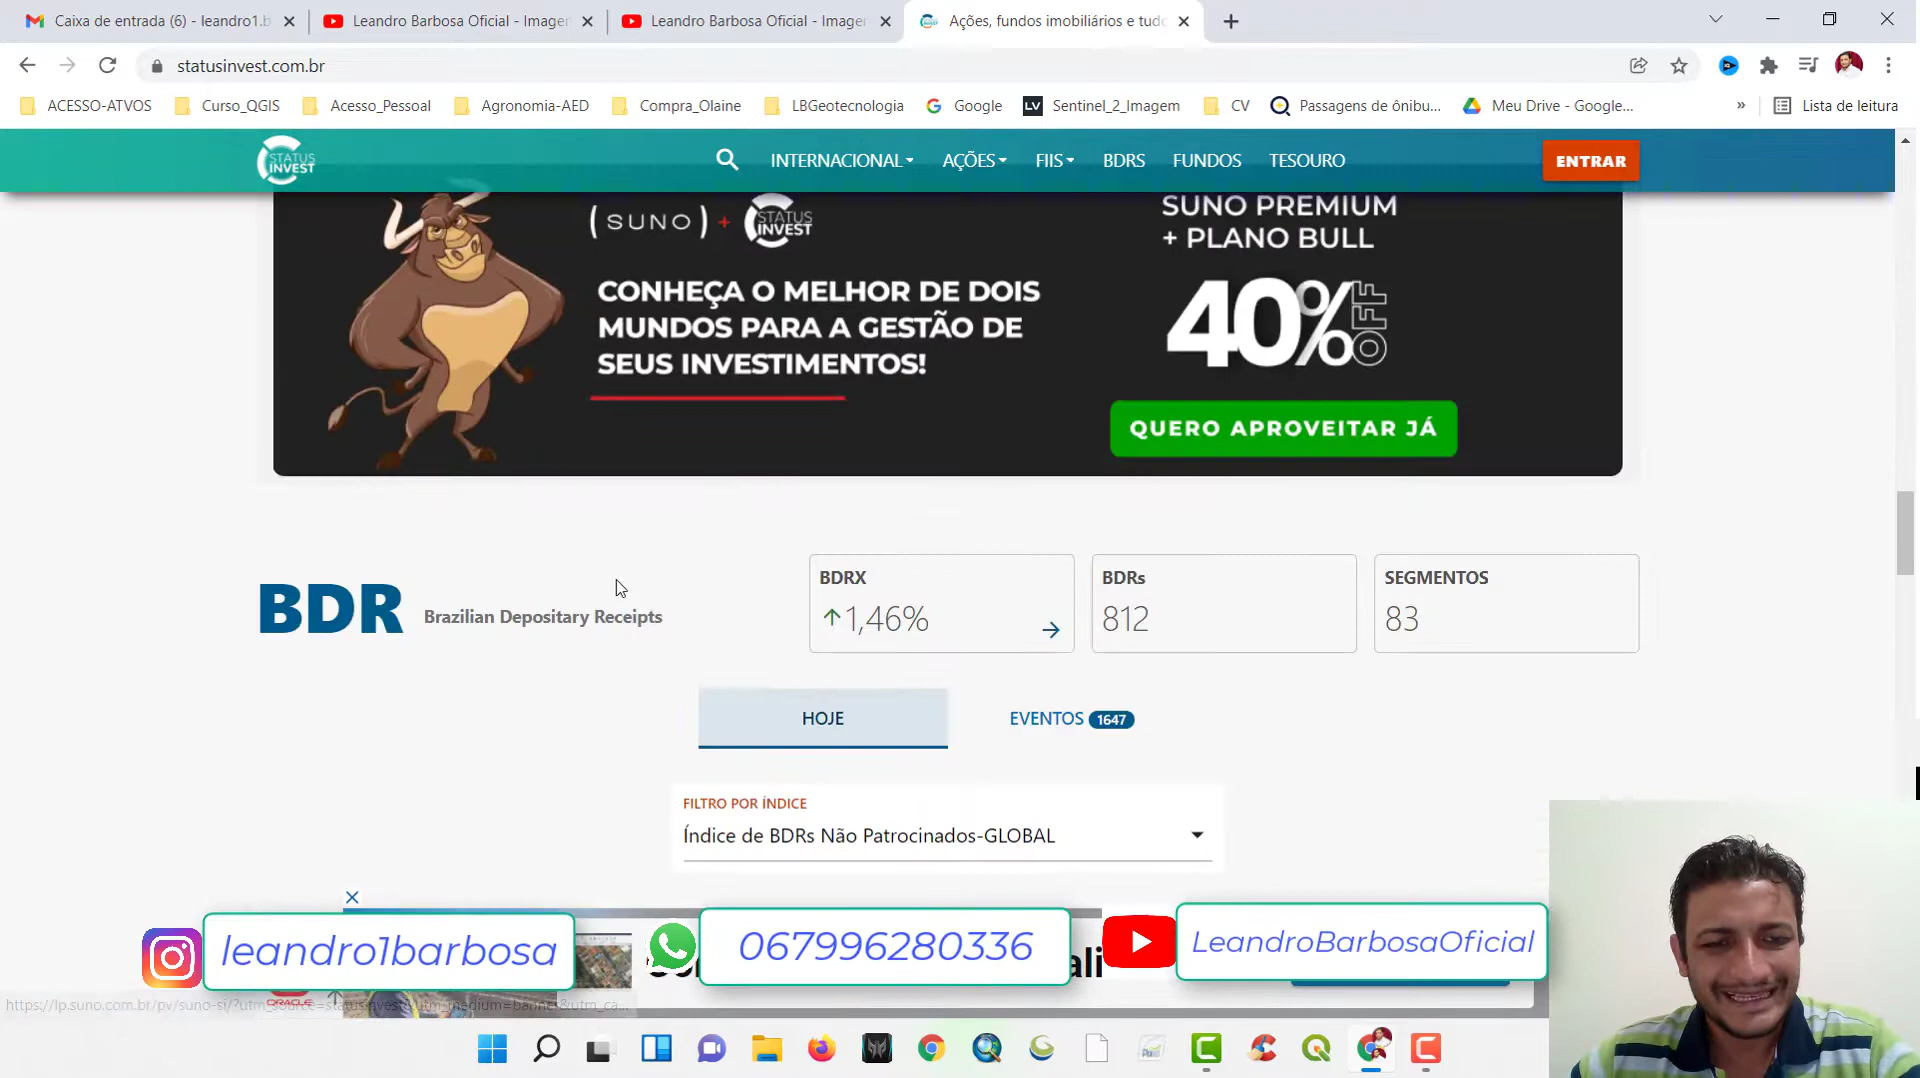 Caixa de entrada (6) - leandro1.b
Leandro Barbosa Oficial - Imagen
Leandro Barbosa Oficial - Imagen
Ações, fundos imobiliários e tudo
statusinvest.com.br
ACESSO-ATVOS
Curso_QGIS
Acesso_Pessoal
Agronomia-AED
Compra_Olaine
LBGeotecnologia
Google
LV
Sentinel_2_Imagem
CV
Passagens de ônibu...
Meu Drive - Google...
»
Lista de leitura
STATUS
INVEST
INTERNACIONAL
AÇÕES
FIIS
BDRS
FUNDOS
TESOURO
ENTRAR
(SUNO) + STATUS INVEST
CONHEÇA O MELHOR DE DOIS
MUNDOS PARA A GESTÃO DE
SEUS INVESTIMENTOS!
SUNO PREMIUM
+ PLANO BULL
40% OFF
QUERO APROVEITAR JÁ
BDR
Brazilian Depositary Receipts
BDRX
1,46%
BDRs
812
SEGMENTOS
83
HOJE
EVENTOS 1647
FILTRO POR ÍNDICE
Índice de BDRs Não Patrocinados-GLOBAL
leandro1barbosa
067996280336
LeandroBarbosaOficial
ORACLE